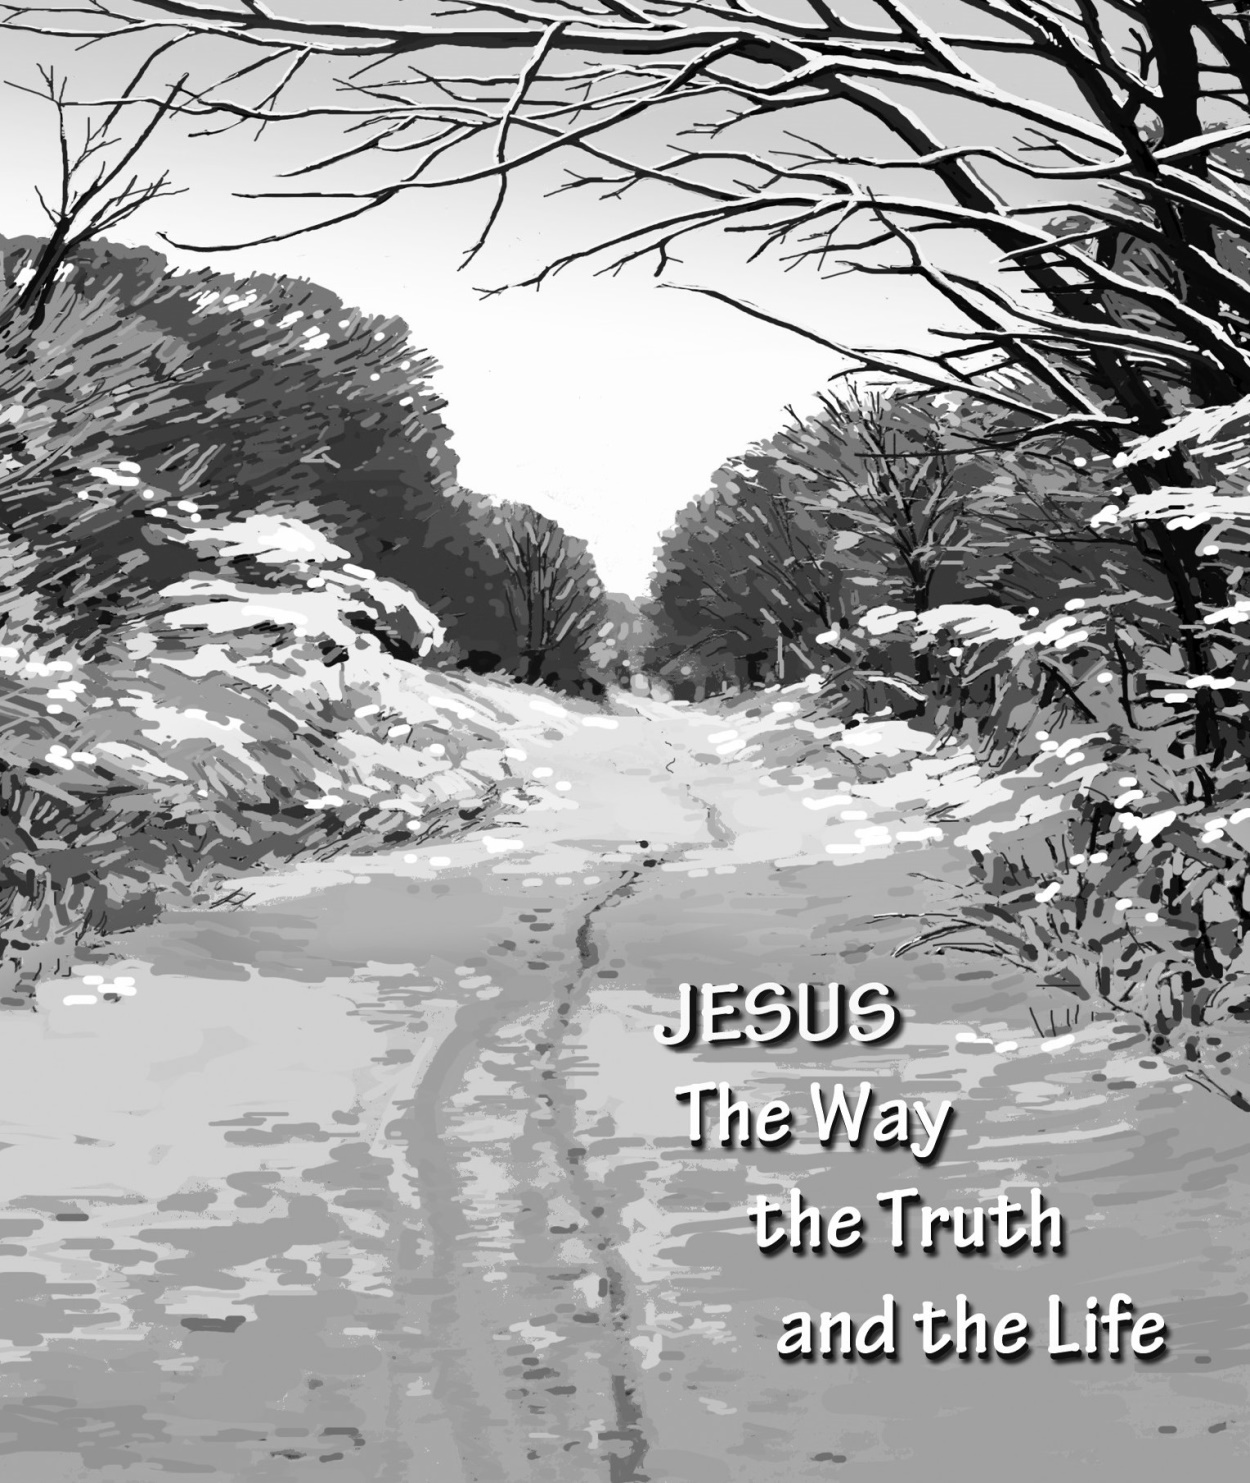 JESUS
The Way
the Truth
and the Life